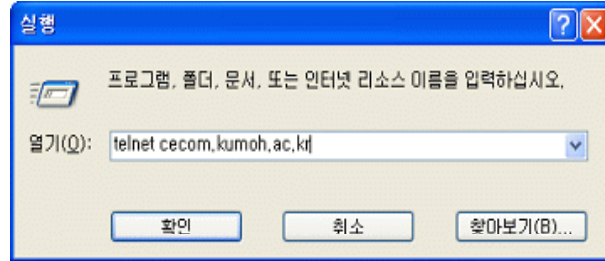 실행
프로그램, 폴더, 문서, 또는 인터넷 리소스 이름을 입력하십시오.
열기(O): telnet cecom.kumoh.ac.kr
확인 취소 찾아보기(B)...